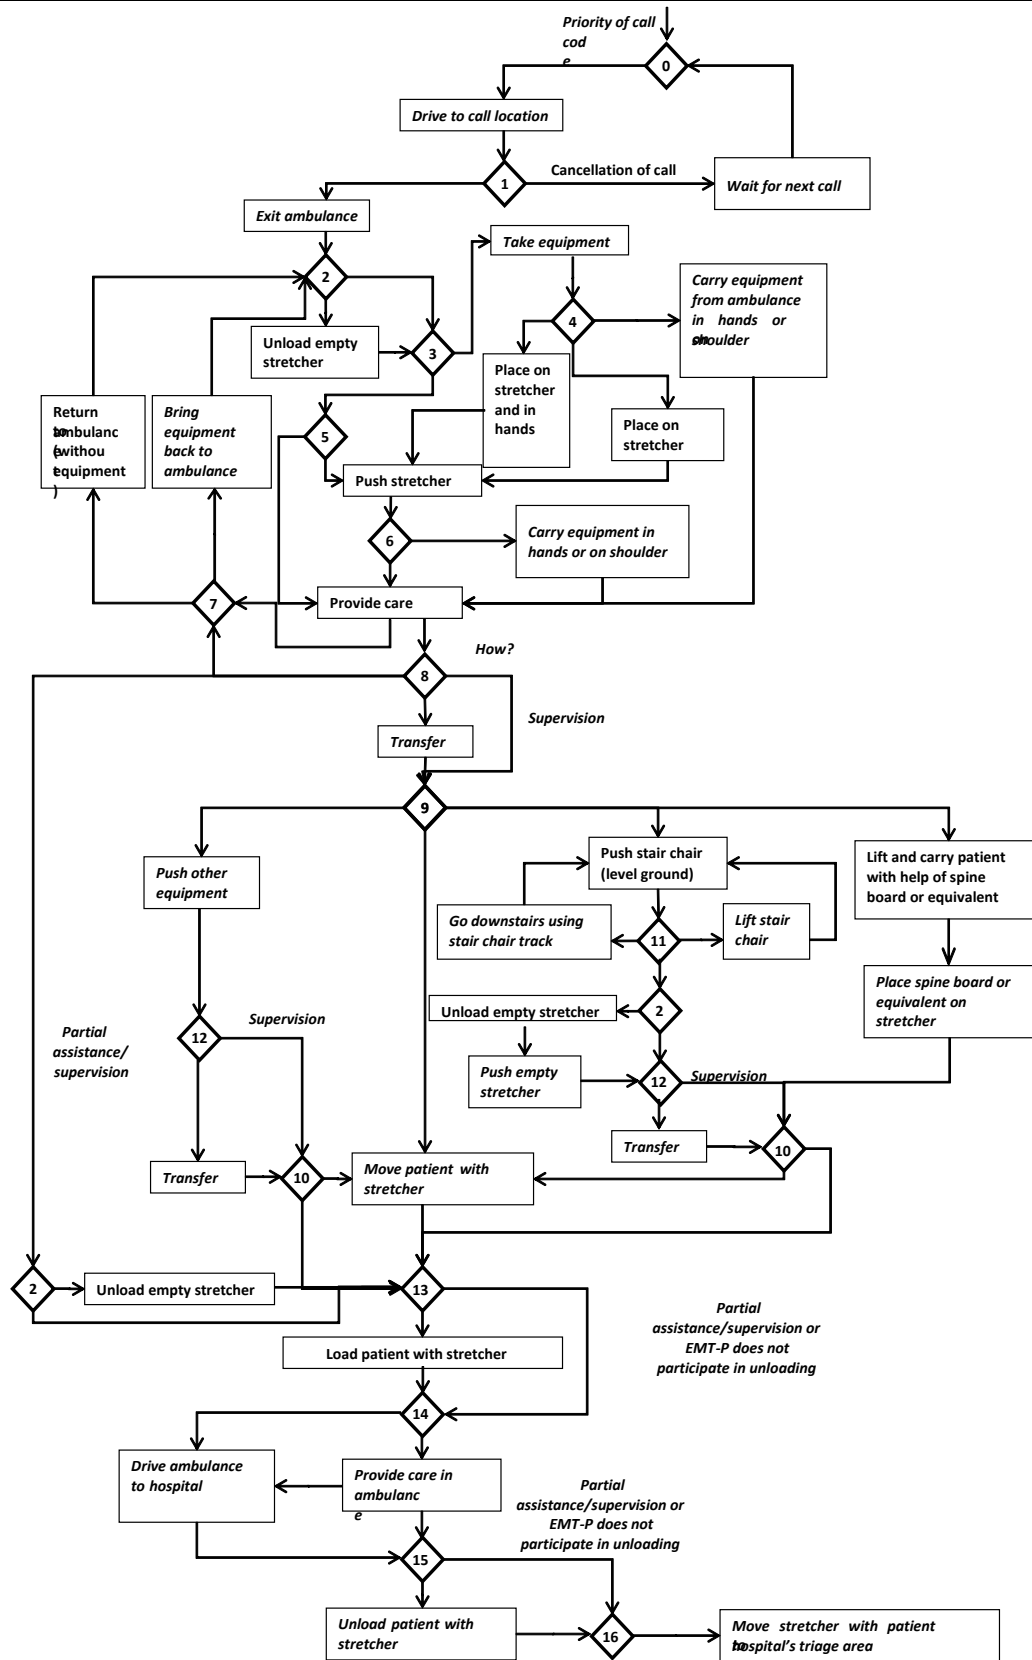 Priority of call
cod
e
0
Drive to call location
1
Cancellation of call
Wait for next call
Exit ambulance
Take equipment
2
Carry equipment
from ambulance
in hands or
on
shoulder
4
Unload empty
stretcher
3
Place on
stretcher
and in
hands
Return
to
ambulanc
e
(withou
t
equipment
)
Bring
equipment
back to
ambulance
Place on
stretcher
5
Push stretcher
6
Carry equipment in
hands or on shoulder
7
Provide care
How?
8
Supervision
Transfer
9
Push other
equipment
Push stair chair
(level ground)
Lift and carry patient
with help of spine
board or equivalent
Go downstairs using
stair chair track
11
Lift stair
chair
Place spine board or
equivalent on
stretcher
Unload empty stretcher
2
Partial
assistance/
supervision
Supervision
12
Push empty
stretcher
12
Supervision
Transfer
10
Transfer
10
Move patient with
stretcher
2
Unload empty stretcher
13
Partial
assistance/supervision or
EMT-P does not
participate in unloading
Load patient with stretcher
14
Drive ambulance
to hospital
Provide care in
ambulanc
e
Partial
assistance/supervision or
EMT-P does not
participate in unloading
15
Unload patient with
stretcher
16
Move stretcher with patient
to
hospital's triage area